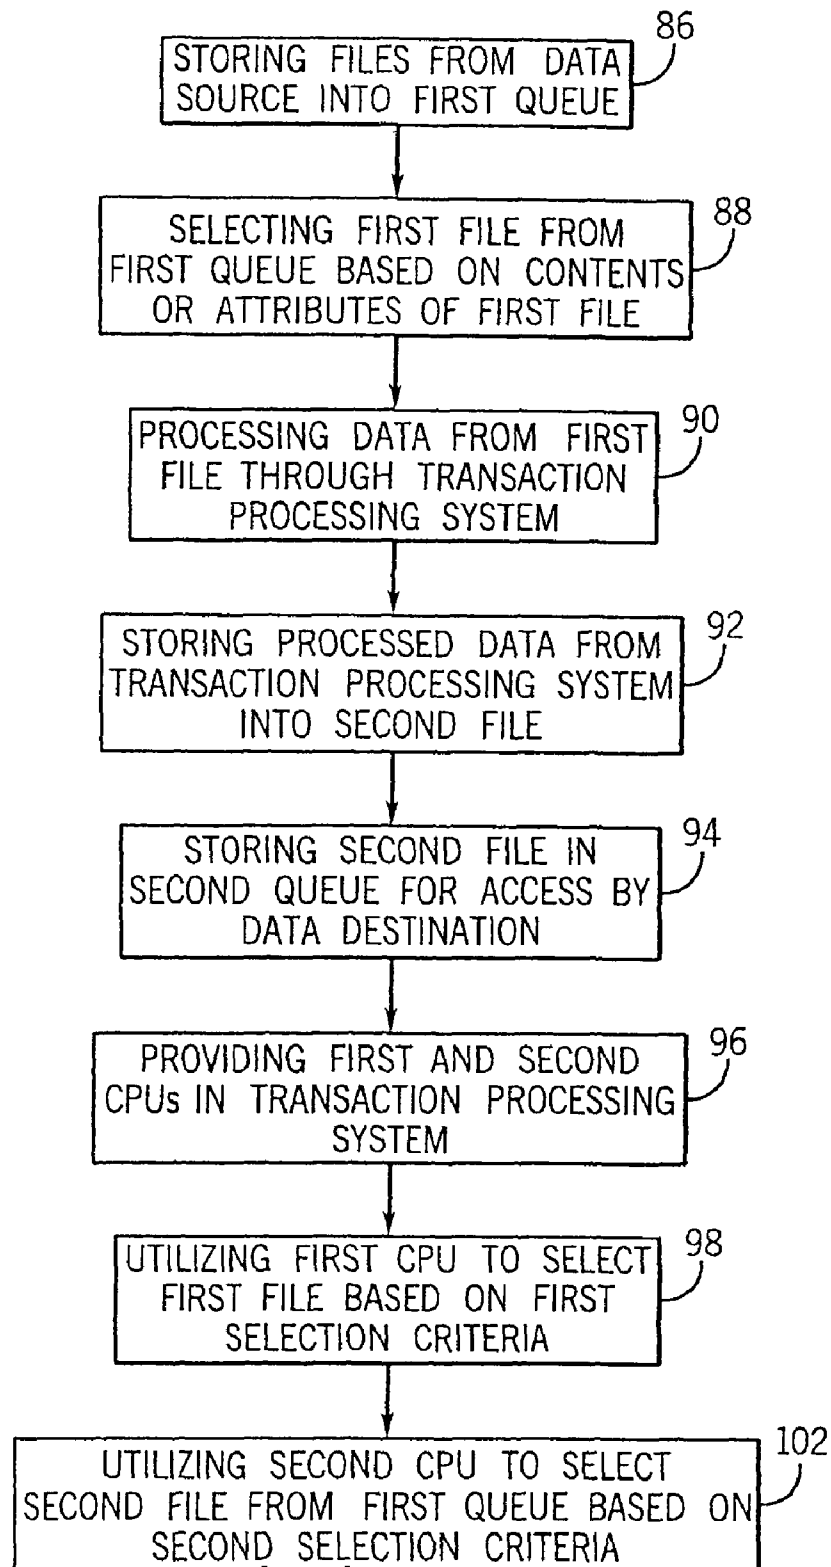 86
STORING FILES FROM DATA
SOURCE INTO FIRST QUEUE
88
SELECTING FIRST FILE FROM
FIRST QUEUE BASED ON CONTENTS
OR ATTRIBUTES OF FIRST FILE
90
PROCESSING DATA FROM FIRST
FILE THROUGH TRANSACTION
PROCESSING SYSTEM
92
STORING PROCESSED DATA FROM
TRANSACTION PROCESSING SYSTEM
INTO SECOND FILE
94
STORING SECOND FILE IN
SECOND QUEUE FOR ACCESS BY
DATA DESTINATION
96
PROVIDING FIRST AND SECOND
CPUs IN TRANSACTION PROCESSING
SYSTEM
98
UTILIZING FIRST CPU TO SELECT
FIRST FILE BASED ON FIRST
SELECTION CRITERIA
102
UTILIZING SECOND CPU TO SELECT
SECOND FILE FROM FIRST QUEUE BASED ON
SECOND SELECTION CRITERIA